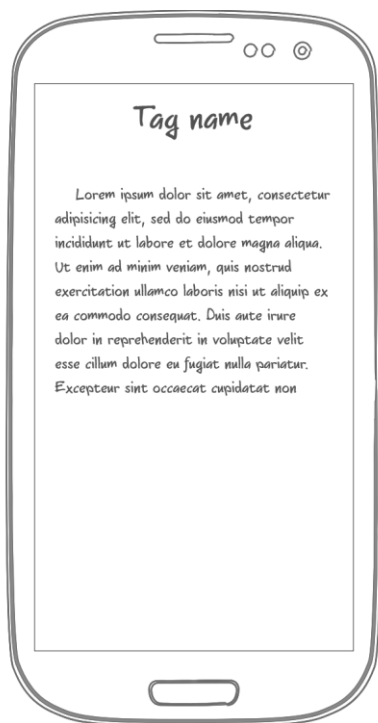 Tag name
Lorem ipsum dolor sit amet, consectetur
adipisicing elit, sed do eiusmod tempor
incididunt ut labore et dolore magna aliqua.
Ut enim ad minim veniam, quis nostrud
exercitation ullamco laboris nisi ut aliquip ex
ea commodo consequat. Duis aute irure
dolor in reprehenderit in voluptate velit
esse cillum dolore eu fugiat nulla pariatur.
Excepteur sint occaecat cupidatat non